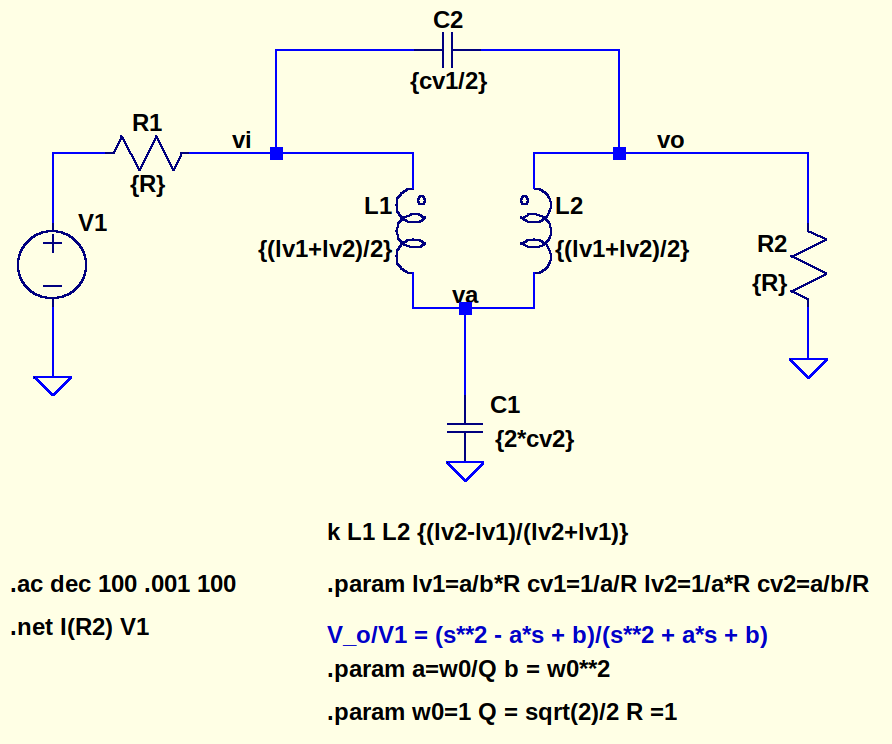 C2
{cv1/2}
R1
vi
vo
{R}
L1
L2
V1
{(lv1+lv2)/2}
{(lv1+lv2)/2}
R2
{R}
va
C1
{2*cv2}
k L1 L2 {(lv2-lv1)/(lv2+lv1)}
.ac dec 100 .001 100
.param lv1=a/b*R cv1=1/a/R lv2=1/a*R cv2=a/b/R
.net I(R2) V1
V_o/V1 = (s**2 - a*s + b)/(s**2 + a*s + b)
.param a=w0/Q b = w0**2
.param w0=1 Q = sqrt(2)/2 R =1